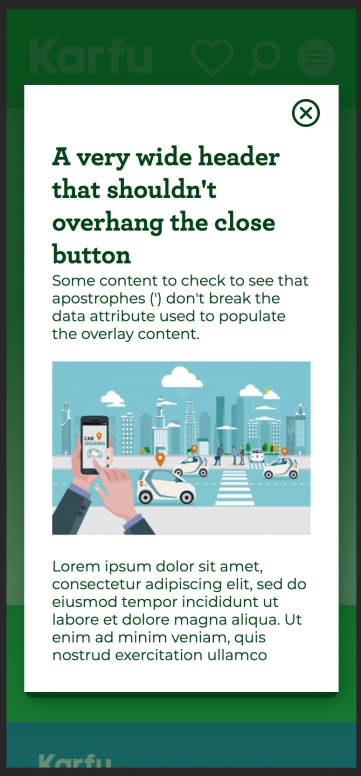 Karfu
A very wide header
that shouldn't
overhang the close
button
Some content to check to see that
apostrophes (') don't break the
data attribute used to populate
the overlay content.
CAR
SHARING
Lorem ipsum dolor sit amet,
consectetur adipiscing elit, sed do
eiusmod tempor incididunt ut
labore et dolore magna aliqua. Ut
enim ad minim veniam, quis
nostrud exercitation ullamco
Karfu